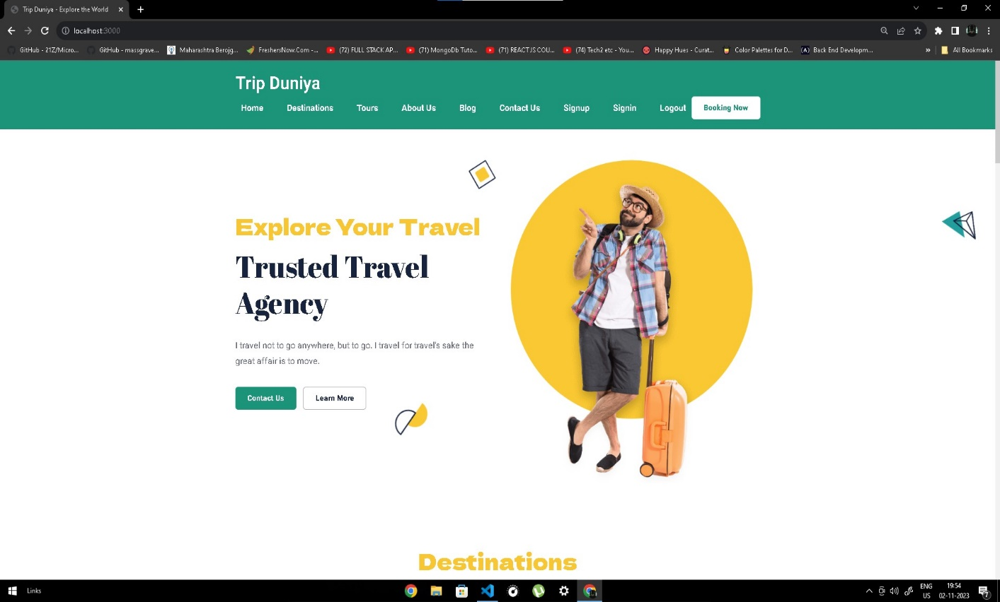 Trip Duniya - Explore the World
localhost:3000
GitHub - 21Z/Micro... GitHub - massgrave... Maharashtra Berojg... FreshersNow.Com -... (72) FULL STACK AP... (71) MongoDb Tuto... (71) REACT JS COU... (74) Tech2 etc - You... Happy Hues - Curat... Color Palettes for D... Back End Developm... » All Bookmarks
Trip Duniya
Home Destinations Tours About Us Blog Contact Us Signup Signin Logout Booking Now
Explore Your Travel
Trusted Travel
Agency
I travel not to go anywhere, but to go. I travel for travel's sake the
great affair is to move.
Contact Us Learn More
Destinations
Links
ENG 19:54
US 02-11-2023 7